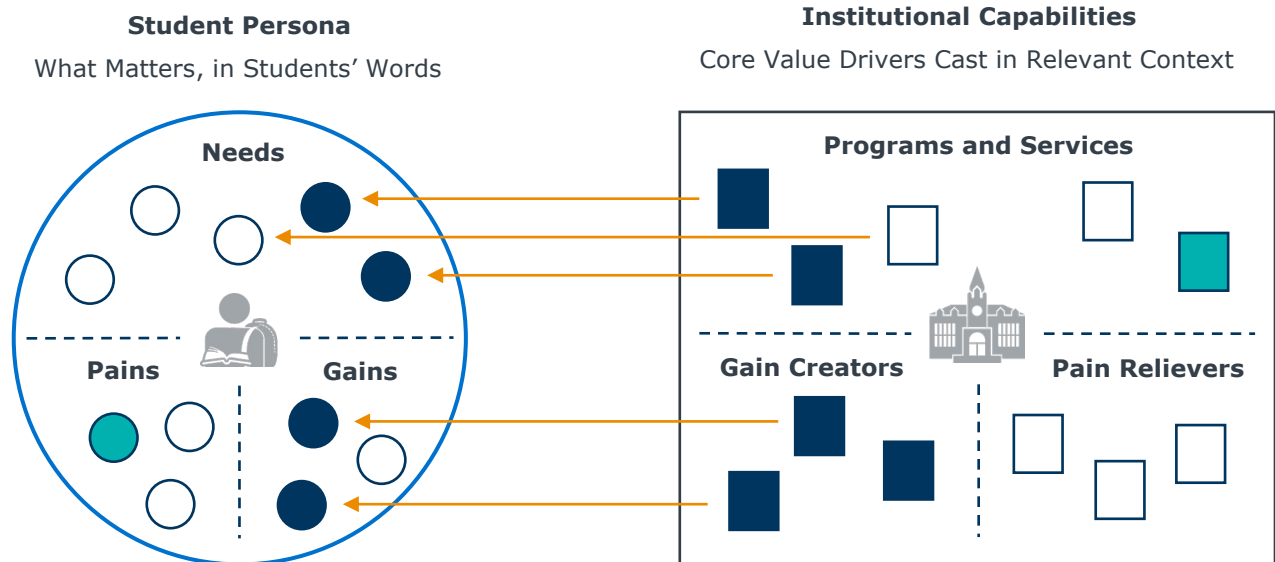 Student Persona
What Matters, in Students’ Words
Institutional Capabilities
Core Value Drivers Cast in Relevant Context
Needs
Pains
Gains
Programs and Services
Gain Creators
Pain Relievers